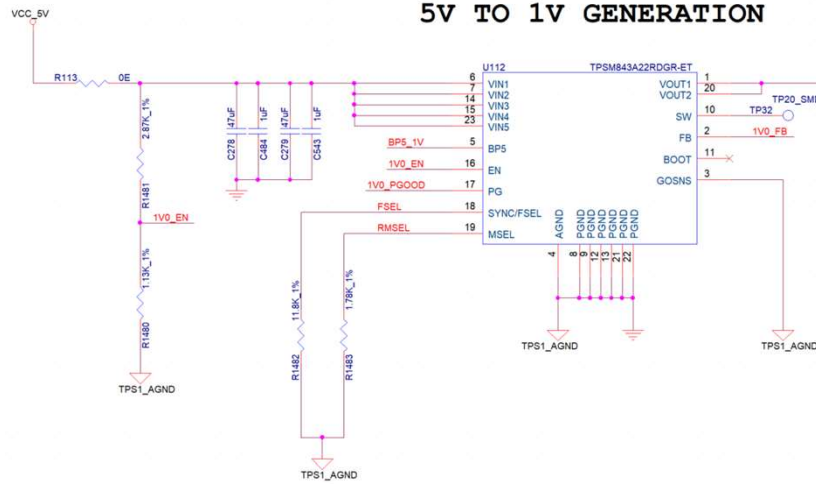 5V TO 1V GENERATION
VCC_5V
R113
0E
U112
TPSM843A22RDGR-ET
6
VIN1
7
VIN2
14
VIN3
15
VIN4
23
VIN5
5
BP5_1V
BP5
16
1V0_EN
EN
17
1V0_PGOOD
PG
18
FSEL
SYNC/FSEL
19
RMSEL
MSEL
VOUT1
1
VOUT2
20
SW
10
TP32
FB
2
1V0_FB
BOOT
11
GOSNS
3
AGND
PGND
PGND
PGND
PGND
PGND
PGND
4
8
9
12
13
21
22
47uF
C278
1uF
C484
47uF
C279
1uF
C543
2.87K_1%
R1481
1V0_EN
1.13K_1%
R1480
TPS1_AGND
11.8K_1%
R1482
1.78K_1%
R1483
TPS1_AGND
TPS1_AGND
TPS1_AGND